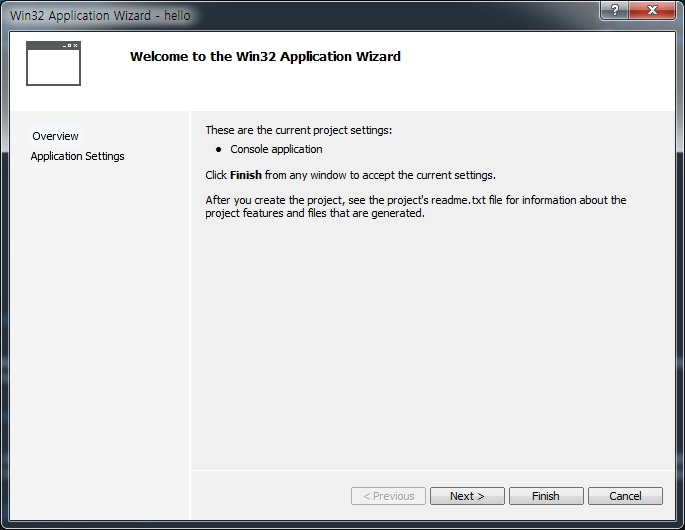 Win32 Application Wizard - hello
Welcome to the Win32 Application Wizard
Overview
Application Settings
These are the current project settings:
• Console application
Click Finish from any window to accept the current settings.
After you create the project, see the project's readme.txt file for information about the
project features and files that are generated.
< Previous
Next >
Finish
Cancel